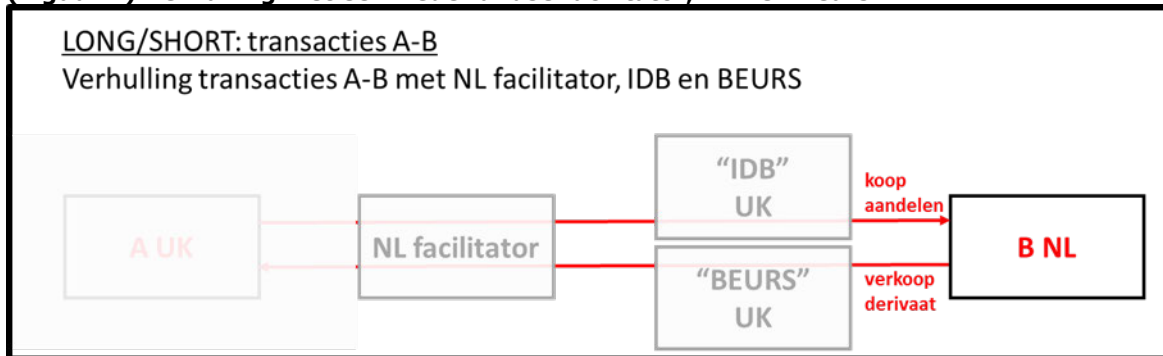 LONG/SHORT: transacties A-B
Verhulling transacties A-B met NL facilitator, IDB en BEURS
"IDB"
UK
koop
aandelen
A UK
NL facilitator
B NL
"BEURS"
UK
verkoop
derivaat